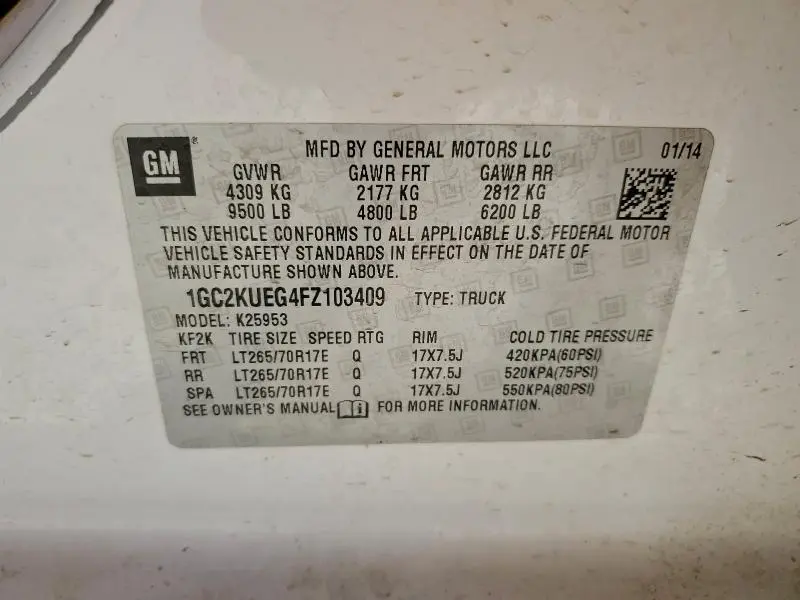 GM® MFD BY GENERAL MOTORS LLC 01/14
GVWR GAWR FRT GAWR RR
4309 KG 2177 KG 2812 KG
9500 LB 4800 LB 6200 LB
THIS VEHICLE CONFORMS TO ALL APPLICABLE U.S. FEDERAL MOTOR
VEHICLE SAFETY STANDARDS IN EFFECT ON THE DATE OF
MANUFACTURE SHOWN ABOVE.
1GC2KUEG4FZ103409 TYPE: TRUCK
MODEL: K25953
KF2K TIRE SIZE SPEED RTG RIM COLD TIRE PRESSURE
FRT LT265/70R17E Q 17X7.5J 420KPA(60PSI)
RR LT265/70R17E Q 17X7.5J 520KPA(75PSI)
SPA LT265/70R17E Q 17X7.5J 550KPA(80PSI)
SEE OWNER'S MANUAL FOR MORE INFORMATION.